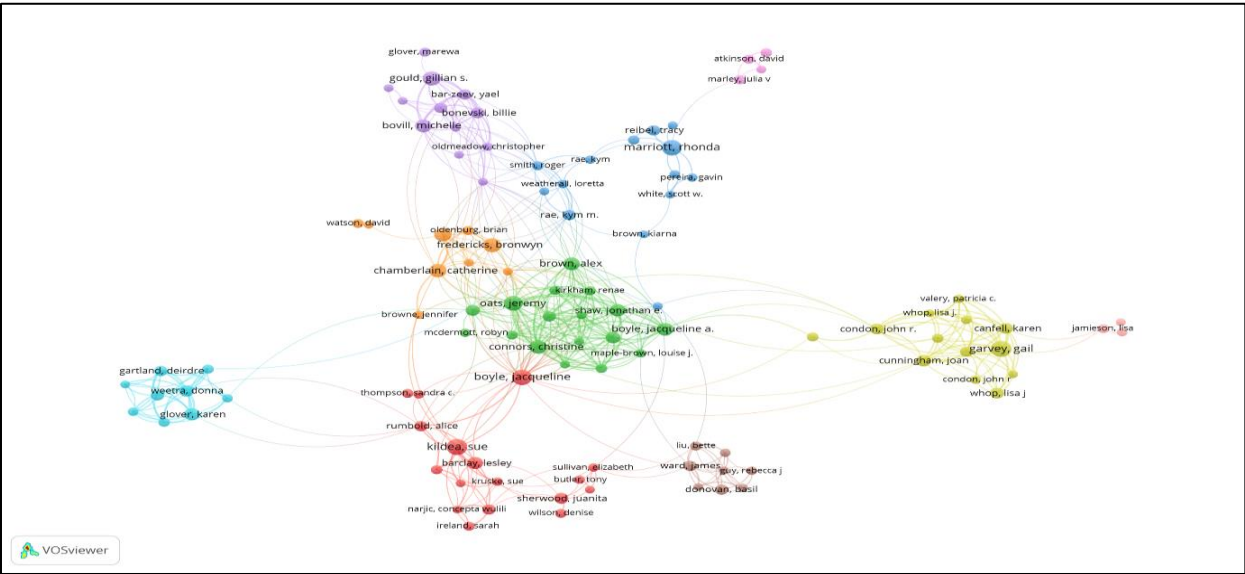 glover, marewa
gould, gillian s.
bar-zeev, yael
bonevski, billie
bovill, michelle
oldmeadow, christopher
atkinson, david
marley, julia v
reibel, tracy
marriott, rhonda
smith, roger
rae, kym
pereira, gavin
weatherall, loretta
white, scott w.
rae, kym m.
watson, david
oldenburg, brian
fredericks, bronwyn
brown, kiarna
chamberlain, catherine
brown, alex
kirkham, renae
oats, jeremy
shaw, jonathan e.
browne, jennifer
mcdermott, robyn
boyle, jacqueline a.
connors, christine
maple-brown, louise j.
valery, patricia c.
whop, lisa j.
condon, john r.
canfell, karen
jamieson, lisa
garvey, gail
cunningham, joan
condon, john r
whop, lisa j
boyle, jacqueline
gartland, deirdre
weetra, donna
glover, karen
thompson, sandra c.
rumbold, alice
kildea, sue
barclay, lesley
kruske, sue
narjic, concepta wulili
ireland, sarah
sullivan, elizabeth
butler, tony
sherwood, juanita
wilson, denise
liu, bette
ward, james
guy, rebecca j
donovan, basil
VOSviewer